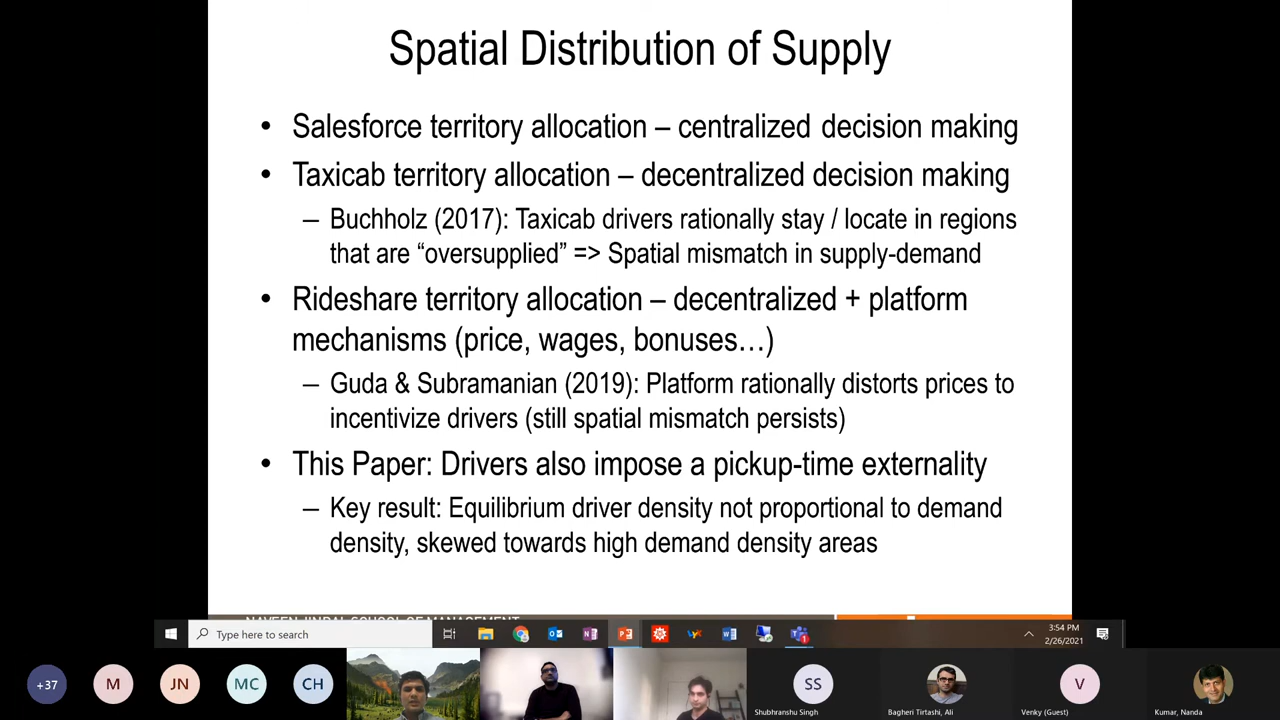 Spatial Distribution of Supply
• Salesforce territory allocation – centralized decision making
• Taxicab territory allocation – decentralized decision making
– Buchholz (2017): Taxicab drivers rationally stay / locate in regions
that are “oversupplied” => Spatial mismatch in supply-demand
• Rideshare territory allocation – decentralized + platform
mechanisms (price, wages, bonuses…)
– Guda & Subramanian (2019): Platform rationally distorts prices to
incentivize drivers (still spatial mismatch persists)
• This Paper: Drivers also impose a pickup-time externality
– Key result: Equilibrium driver density not proportional to demand
density, skewed towards high demand density areas
NAVEEN JINDAL SCHOOL OF MANAGEMENT
Type here to search
3:54 PM
2/26/2021
+37
M
JN
MC
CH
SS
V
Shubhranshu Singh
Bagheri Tirtashi, Ali
Venky (Guest)
Kumar, Nanda